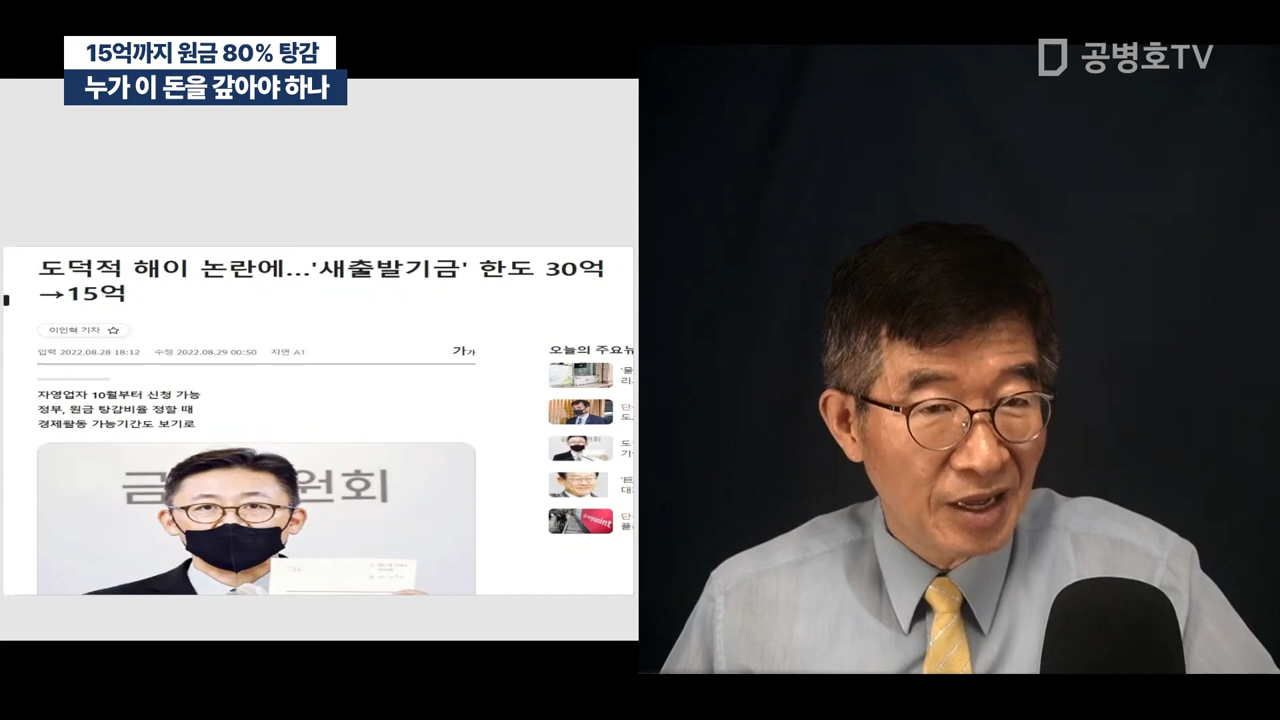 15억까지 원금 80% 탕감
누가 이 돈을 갚아야 하나
공병호TV
도덕적 해이 논란에...'새출발기금' 한도 30억
→15억
이인혁 기자 ☆
입력 2022.08.28 18:12 수정 2022.08.29 00:50 지면 A1
가가
오늘의 주요뉴
자영업자 10월부터 신청 가능
정부, 원금 탕감비율 정할 때
경제활동 가능기간도 보기로
금 원회